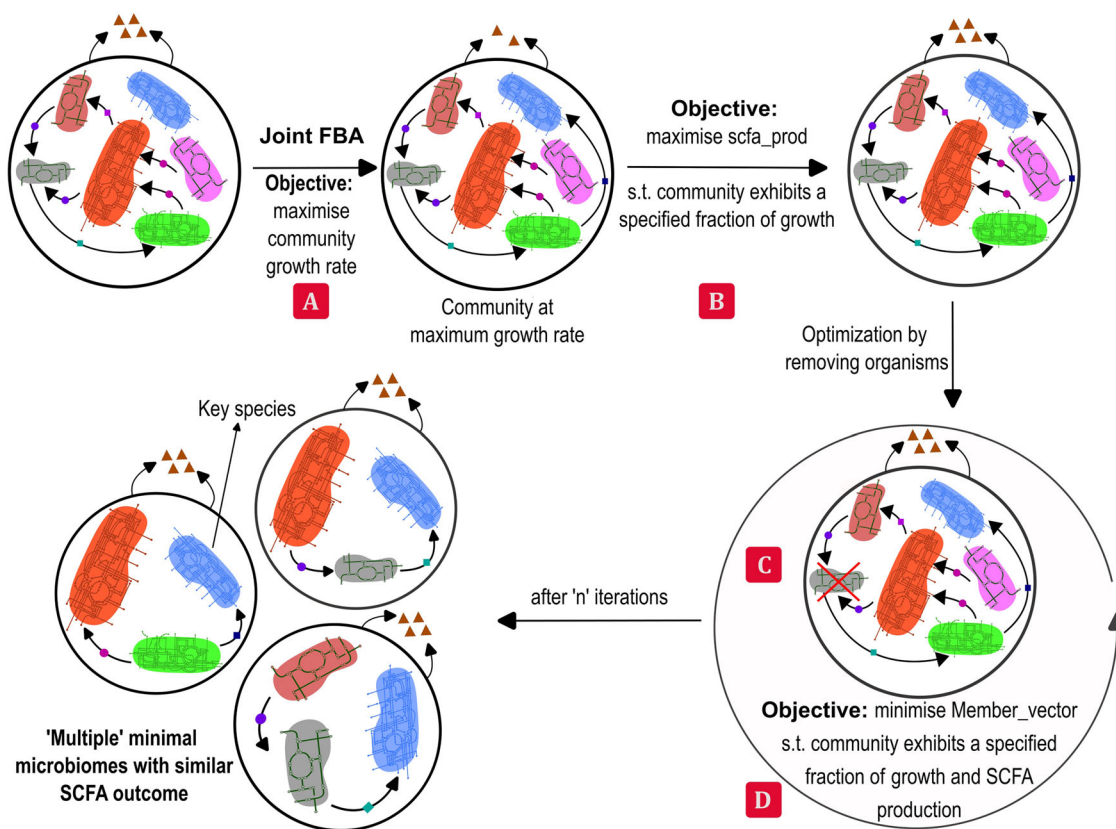 Joint FBA
Objective:
maximise
community
growth rate
A
Community at
maximum growth rate
Objective:
maximise scfa_prod
s.t. community exhibits a
specified fraction of growth
B
Optimization by
removing organisms
C
Objective: minimise Member_vector
s.t. community exhibits a specified
fraction of growth and SCFA
production
D
after 'n' iterations
Key species
'Multiple' minimal
microbiomes with similar
SCFA outcome